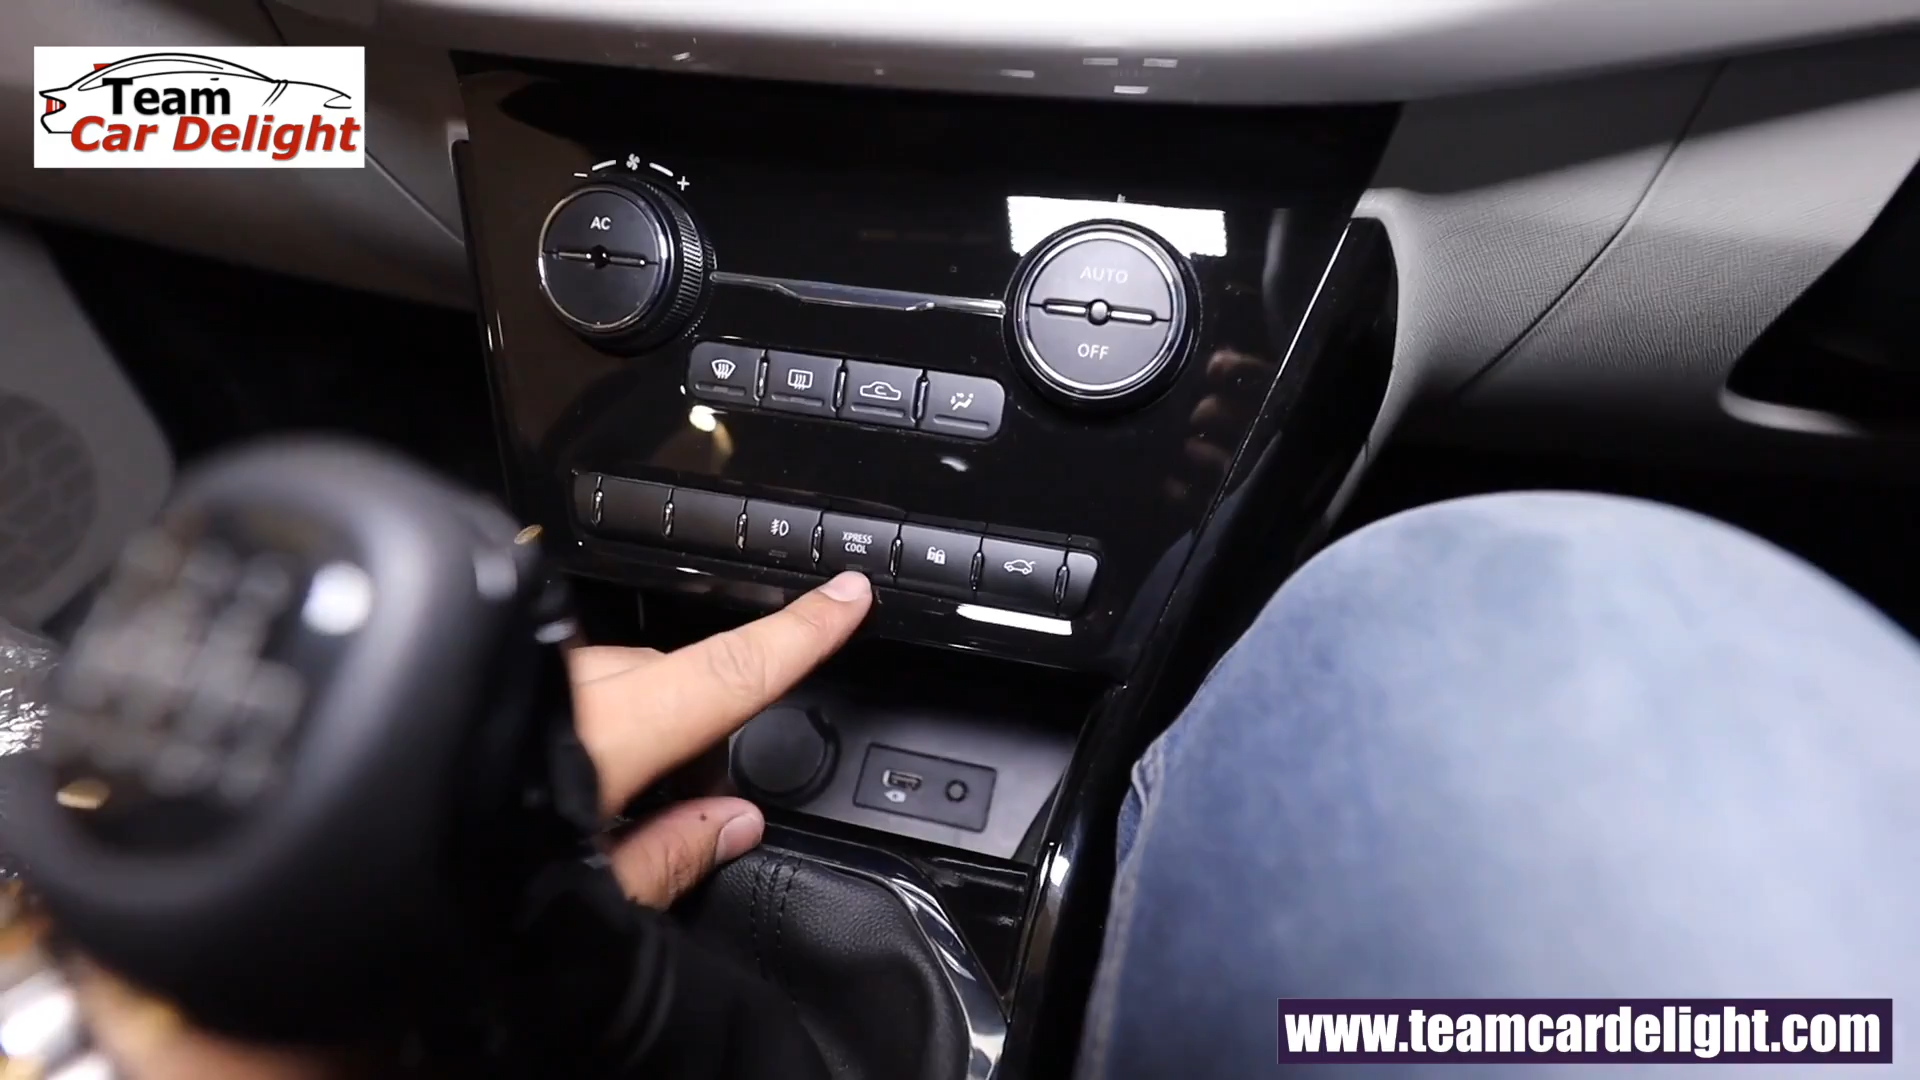 Team
Car Delight
- +
AC
AUTO
OFF
XPRESS
COOL
www.teamcardelight.com